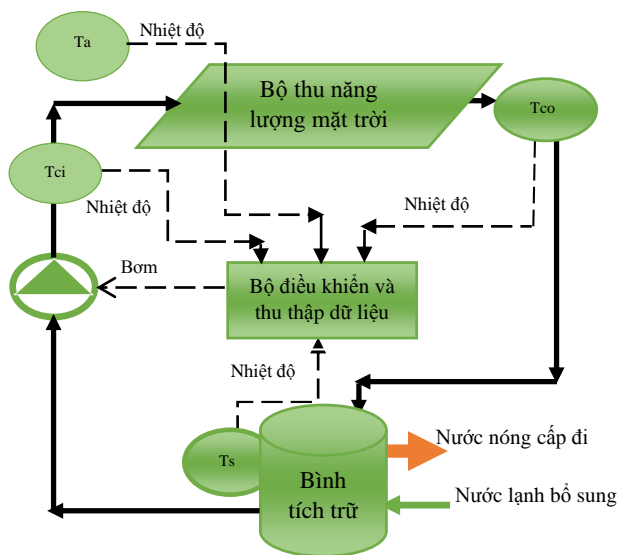 Nhiệt độ
Ta
Bộ thu năng
lượng mặt trời
Tco
Tci
Nhiệt độ
Nhiệt độ
Bơm
Bộ điều khiển và
thu thập dữ liệu
Nhiệt độ
Ts
Bình
tích trữ
Nước nóng cấp đi
Nước lạnh bổ sung